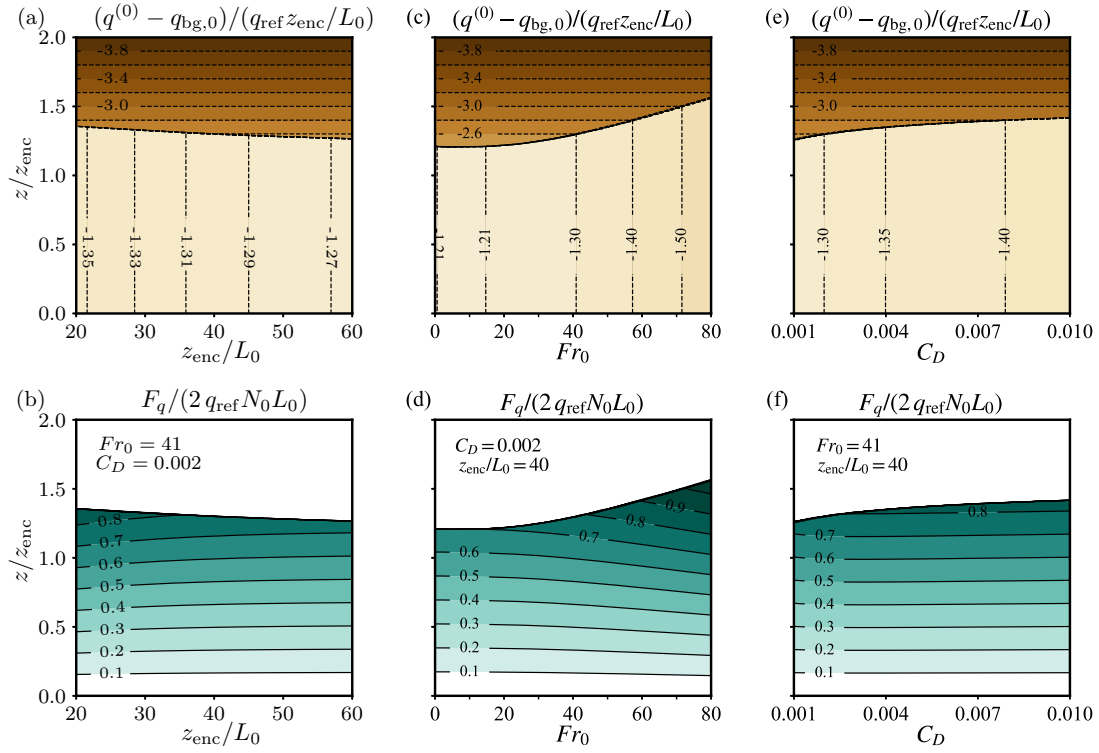 (a) (q^{(0)} − q_{bg,0})/(q_{ref} z_{enc}/L_0)
2.0
1.5
1.0
0.5
0.0
z/z_{enc}
-3.8
-3.4
-3.0
-1.35
-1.33
-1.31
-1.29
-1.27
20 30 40 50 60
z_{enc}/L_0
(c) (q^{(0)} − q_{bg,0})/(q_{ref}z_{enc}/L_0)
-3.8
-3.4
-3.0
-2.6
-1.21
-1.30
-1.40
-1.50
0 20 40 60 80
Fr_0
(e) (q^{(0)} − q_{bg,0})/(q_{ref}z_{enc}/L_0)
-3.8
-3.4
-3.0
-1.30
-1.35
-1.40
0.001 0.004 0.007 0.010
C_D
(b) F_q/(2 q_{ref} N_0 L_0)
2.0
1.5
1.0
0.5
0.0
z/z_{enc}
Fr_0 = 41
C_D = 0.002
0.8
0.7
0.6
0.5
0.4
0.3
0.2
0.1
20 30 40 50 60
z_{enc}/L_0
(d) F_q/(2 q_{ref}N_0L_0)
C_D = 0.002
z_{enc}/L_0 = 40
0.9
0.8
0.7
0.6
0.5
0.4
0.3
0.2
0.1
0 20 40 60 80
Fr_0
(f) F_q/(2 q_{ref}N_0L_0)
Fr_0 = 41
z_{enc}/L_0 = 40
0.8
0.7
0.6
0.5
0.4
0.3
0.2
0.1
0.001 0.004 0.007 0.010
C_D